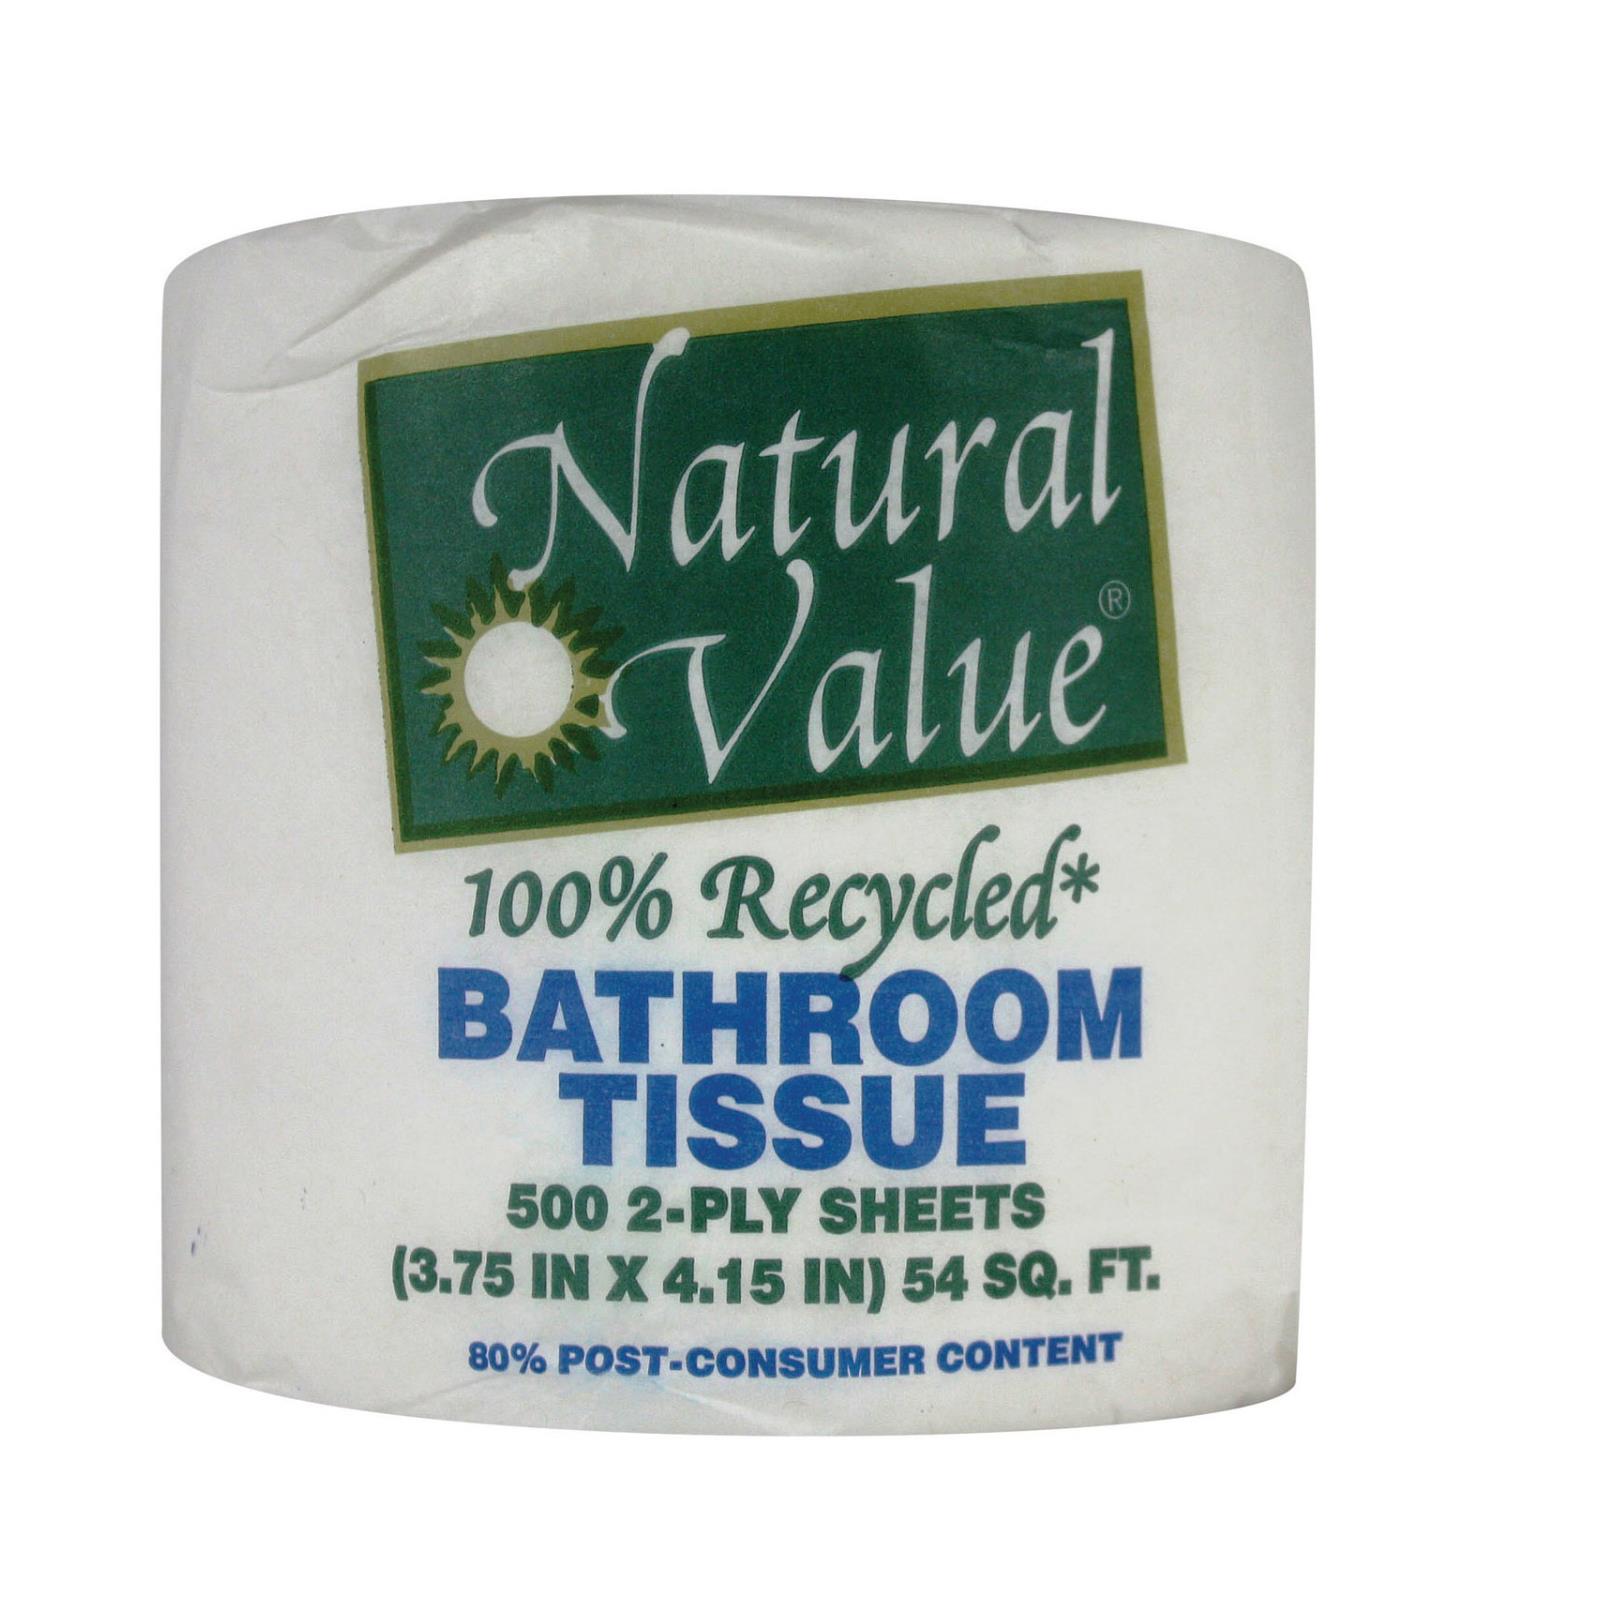 Natural
Value®
100% Recycled*
BATHROOM
TISSUE
500 2-PLY SHEETS
(3.75 IN X 4.15 IN) 54 SQ. FT.
80% POST-CONSUMER CONTENT